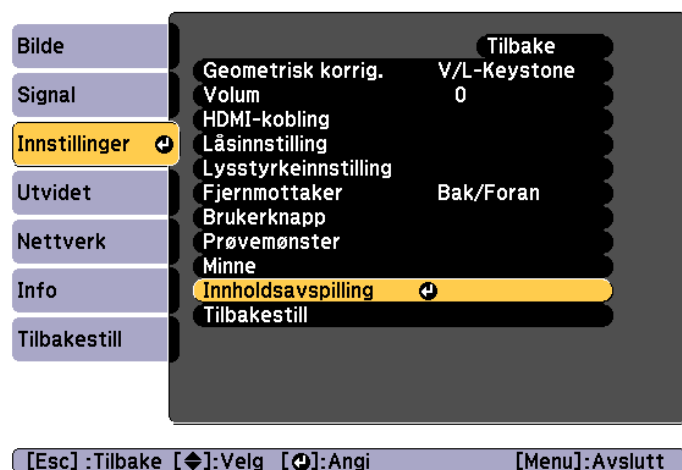 Bilde
Signal
Innstillinger
Utvidet
Nettverk
Info
Tilbakestill
Tilbake
Geometrisk korrig. V/L-Keystone
Volum 0
HDMI-kobling
Låsinnstilling
Lysstyrkeinnstilling
Fjernmottaker Bak/Foran
Brukerknapp
Prøvemønster
Minne
Innholdsavspilling
Tilbakestill
[Esc] :Tilbake [◆]:Velg [⏎]:Angi [Menu]:Avslutt